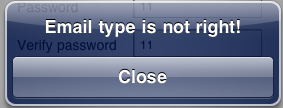 Password 11
Email type is not right!
Verify password 11
Close